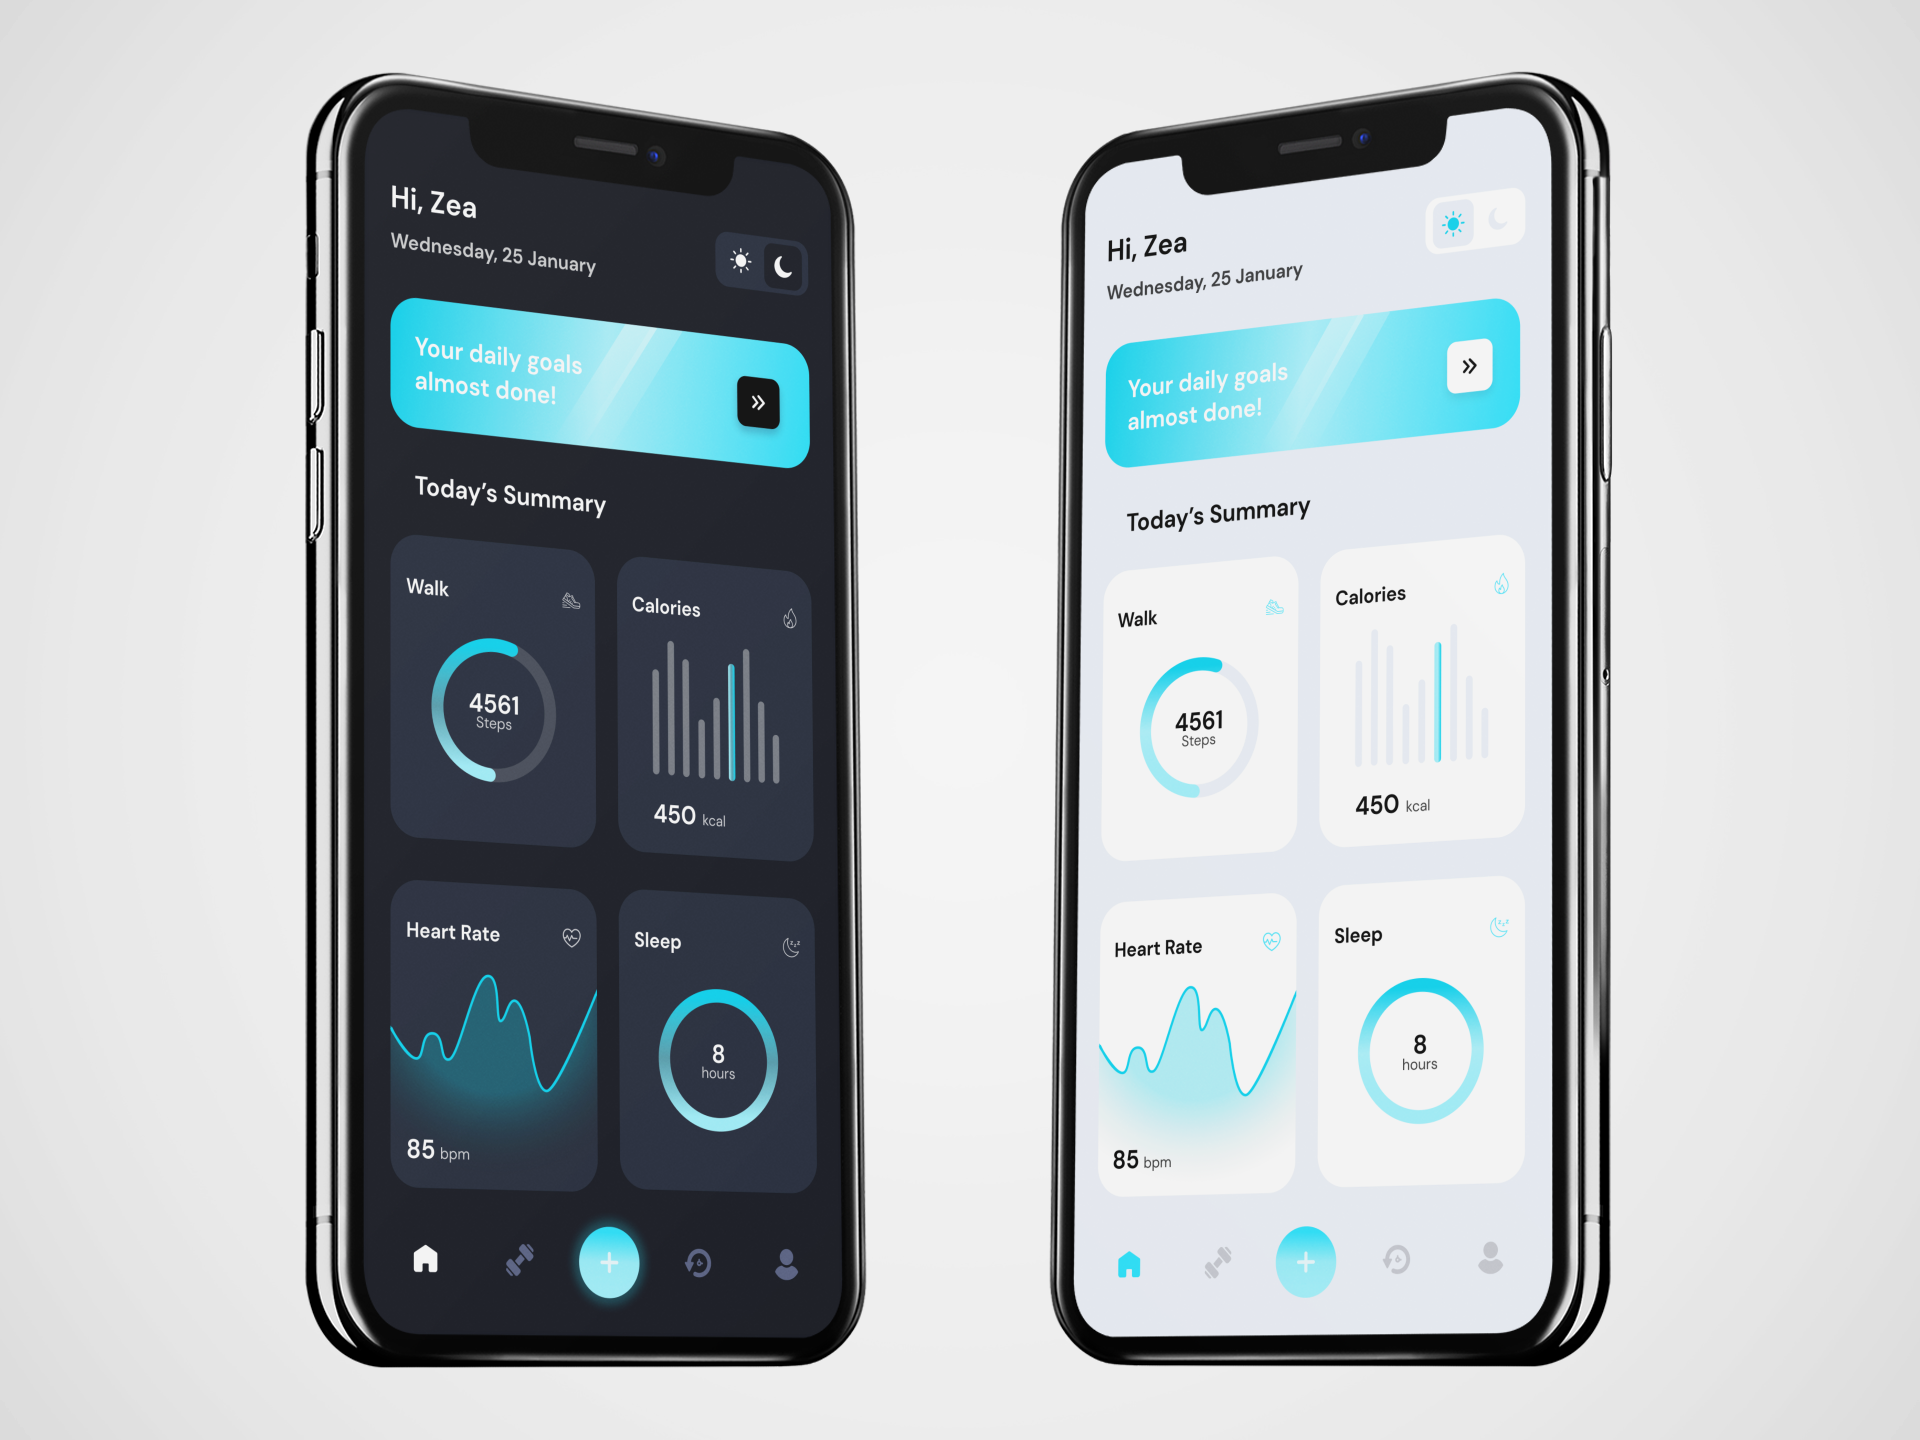 Hi, Zea
Wednesday, 25 January
Your daily goals
almost done!
Today's Summary
Walk
4561
Steps
Calories
450 kcal
Heart Rate
85 bpm
Sleep
8
hours
Hi, Zea
Wednesday, 25 January
Your daily goals
almost done!
Today's Summary
Walk
4561
Steps
Calories
450 kcal
Heart Rate
85 bpm
Sleep
8
hours